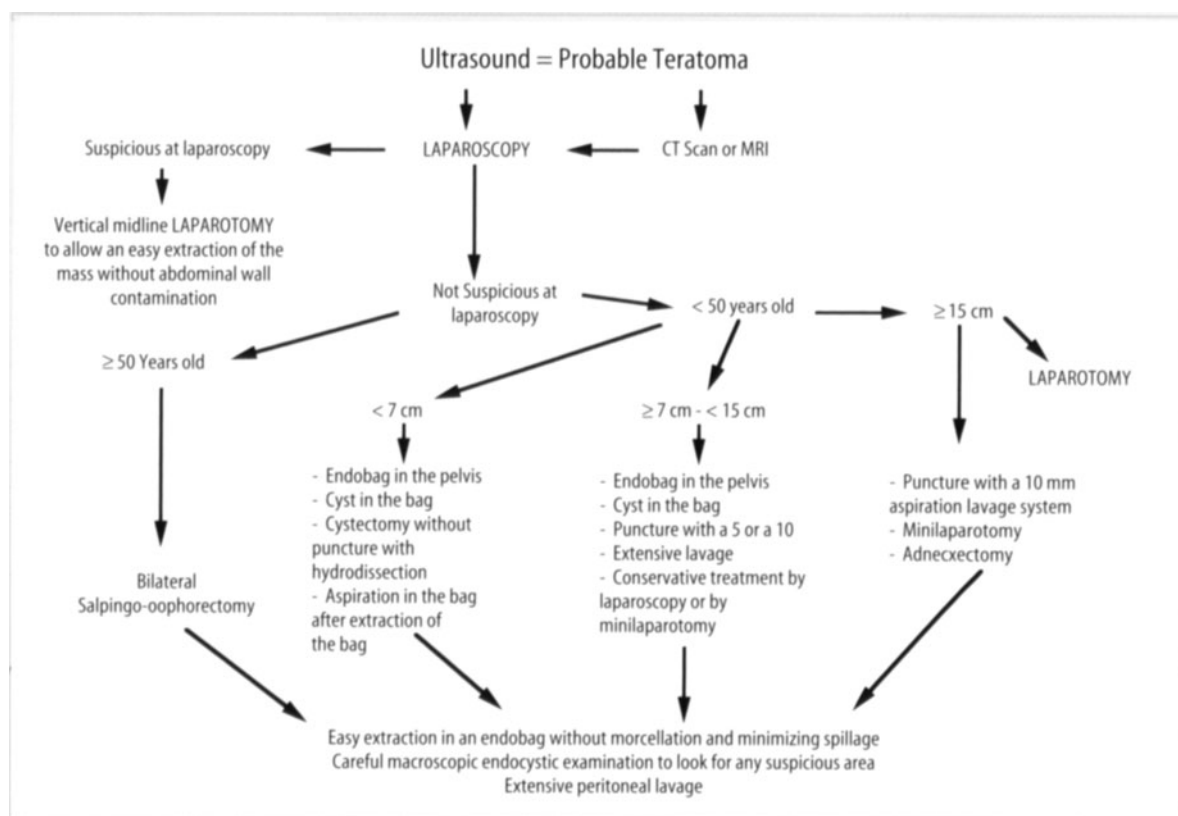 Ultrasound = Probable Teratoma
Suspicious at laparoscopy
LAPAROSCOPY
CT Scan or MRI
Vertical midline LAPAROTOMY
to allow an easy extraction of the
mass without abdominal wall
contamination
Not Suspicious at
laparoscopy
< 50 years old
≥ 15 cm
LAPAROTOMY
≥ 50 Years old
< 7 cm
≥ 7 cm - < 15 cm
- Endobag in the pelvis
- Cyst in the bag
- Cystectomy without
puncture with
hydrodissection
- Aspiration in the bag
after extraction of
the bag
- Endobag in the pelvis
- Cyst in the bag
- Puncture with a 5 or a 10
- Extensive lavage
- Conservative treatment by
laparoscopy or by
minilaparotomy
- Puncture with a 10 mm
aspiration lavage system
- Minilaparotomy
- Adnecxectomy
Bilateral
Salpingo-oophorectomy
Easy extraction in an endobag without morcellation and minimizing spillage
Careful macroscopic endocystic examination to look for any suspicious area
Extensive peritoneal lavage